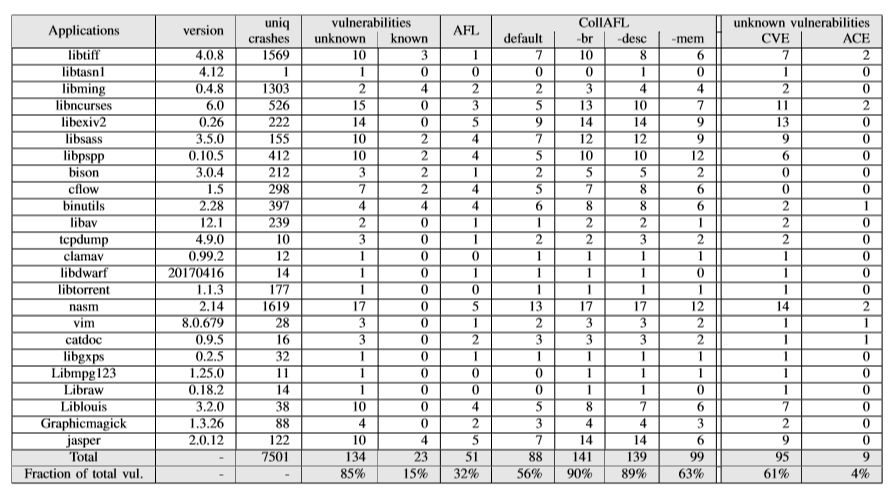 Applications version uniq crashes vulnerabilities unknown known AFL CollAFL default -br -desc -mem unknown vulnerabilities CVE ACE
libtiff 4.0.8 1569 10 3 1 7 10 8 6 7 2
libtasn1 4.12 1 1 0 0 0 0 1 0 1 0
libming 0.4.8 1303 2 4 2 2 3 4 4 2 0
libncurses 6.0 526 15 0 3 5 13 10 7 11 2
libexiv2 0.26 222 14 0 5 9 14 14 9 13 0
libsass 3.5.0 155 10 2 4 7 12 12 9 9 0
libpspp 0.10.5 412 10 2 4 5 10 10 12 6 0
bison 3.0.4 212 3 2 1 2 5 5 2 0 0
cflow 1.5 298 7 2 4 5 7 8 6 0 0
binutils 2.28 397 4 4 4 6 8 8 6 2 1
libav 12.1 239 2 0 1 1 2 2 1 2 0
tcpdump 4.9.0 10 3 0 1 2 2 3 2 2 0
clamav 0.99.2 12 1 0 0 1 1 1 1 1 0
libdwarf 20170416 14 1 0 1 1 1 1 0 1 0
libtorrent 1.1.3 177 1 0 0 1 1 1 1 1 0
nasm 2.14 1619 17 0 5 13 17 17 12 14 2
vim 8.0.679 28 3 0 1 2 3 3 2 1 1
catdoc 0.9.5 16 3 0 2 3 3 3 2 1 1
libgxps 0.2.5 32 1 0 1 1 1 1 1 1 0
Libmpg123 1.25.0 11 1 0 0 0 1 1 1 1 0
Libraw 0.18.2 14 1 0 0 0 1 1 0 1 0
Liblouis 3.2.0 38 10 0 4 5 8 7 6 7 0
Graphicmagick 1.3.26 88 4 0 2 3 4 4 3 2 0
jasper 2.0.12 122 10 4 5 7 14 14 6 9 0
Total - 7501 134 23 51 88 141 139 99 95 9
Fraction of total vul. - - 85% 15% 32% 56% 90% 89% 63% 61% 4%